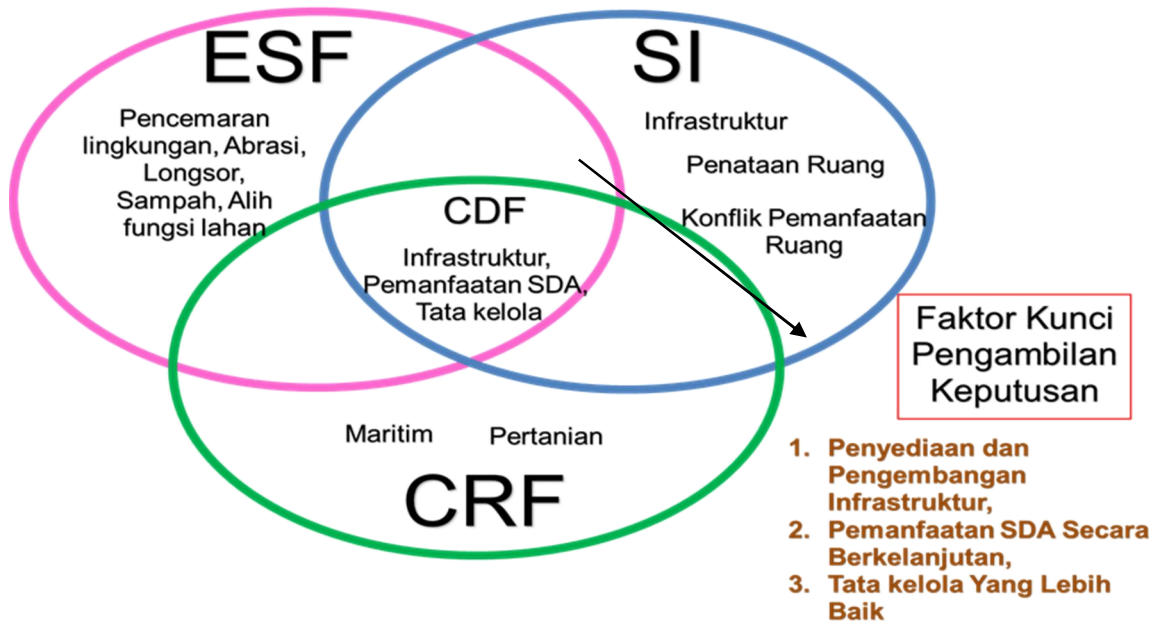 ESF
Pencemaran
lingkungan, Abrasi,
Longsor,
Sampah, Alih
fungsi lahan
SI
Infrastruktur
Penataan Ruang
Konflik Pemanfaatan
Ruang
CDF
Infrastruktur,
Pemanfaatan SDA,
Tata kelola
Maritim
Pertanian
CRF
Faktor Kunci
Pengambilan
Keputusan
1. Penyediaan dan
Pengembangan
Infrastruktur,
2. Pemanfaatan SDA Secara
Berkelanjutan,
3. Tata kelola Yang Lebih
Baik